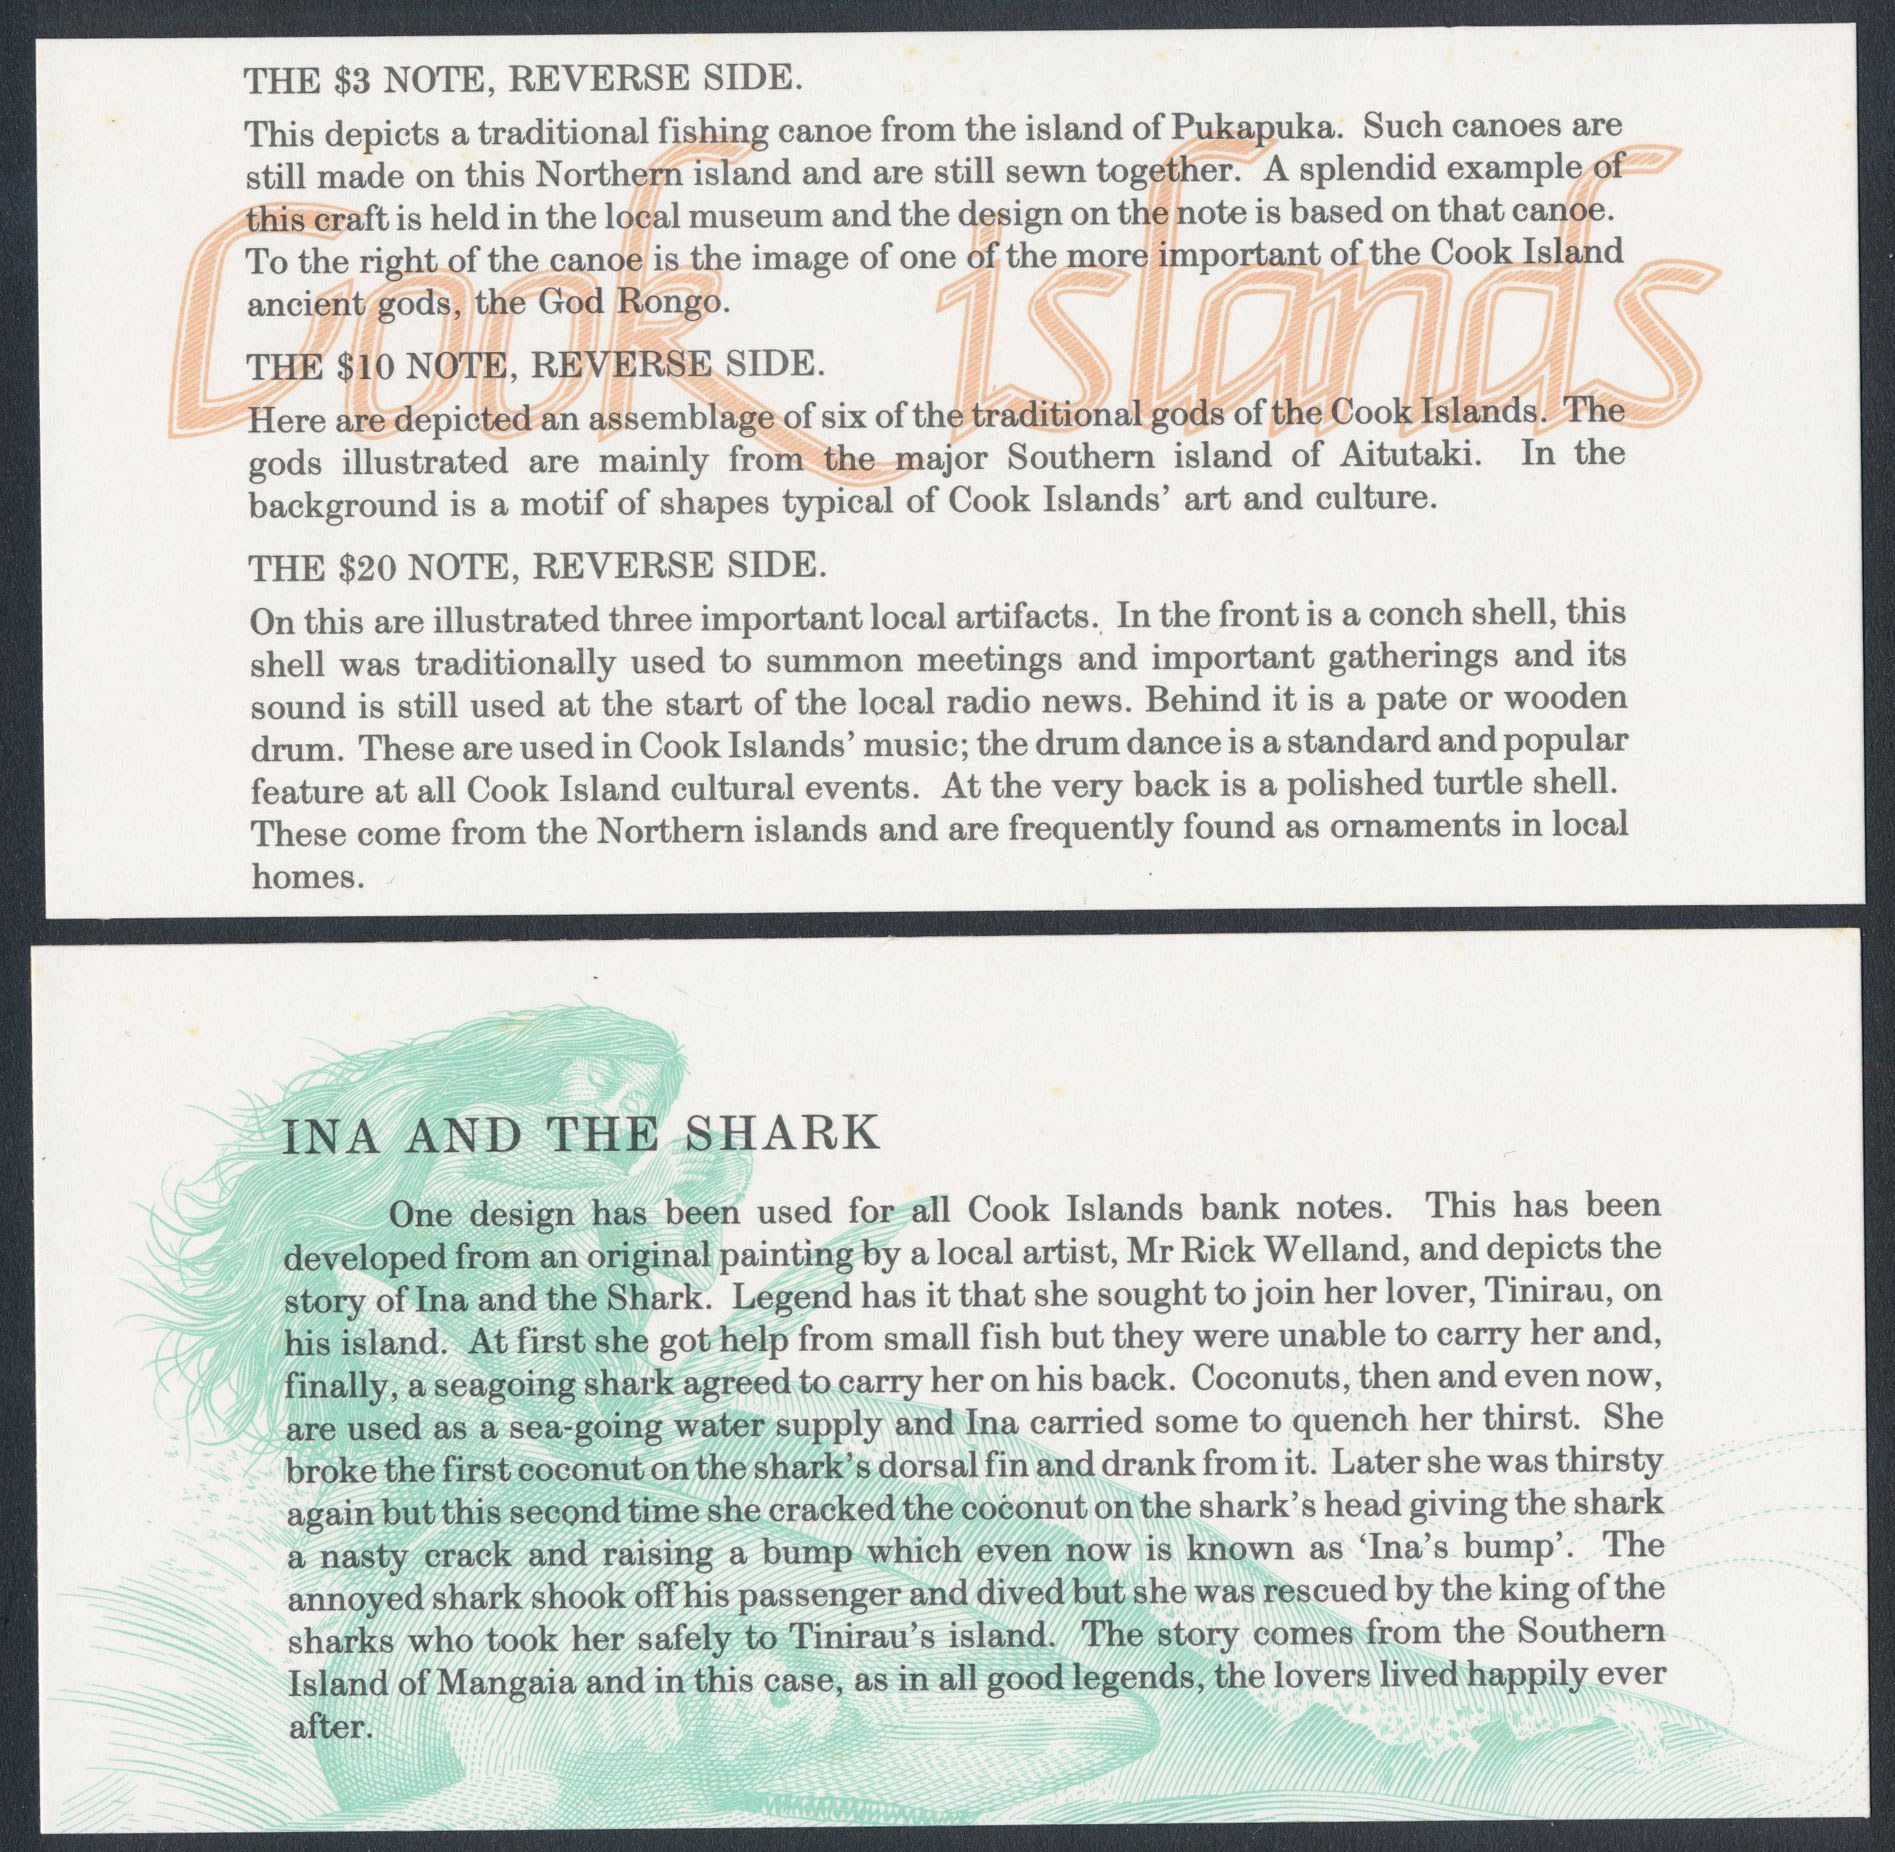 THE $3 NOTE, REVERSE SIDE.
This depicts a traditional fishing canoe from the island of Pukapuka. Such canoes are
still made on this Northern island and are still sewn together. A splendid example of
this craft is held in the local museum and the design on the note is based on that canoe.
To the right of the canoe is the image of one of the more important of the Cook Island
ancient gods, the God Rongo.
Cook islands
THE $10 NOTE, REVERSE SIDE.
Here are depicted an assemblage of six of the traditional gods of the Cook Islands. The
gods illustrated are mainly from the major Southern island of Aitutaki. In the
background is a motif of shapes typical of Cook Islands’ art and culture.
THE $20 NOTE, REVERSE SIDE.
On this are illustrated three important local artifacts. In the front is a conch shell, this
shell was traditionally used to summon meetings and important gatherings and its
sound is still used at the start of the local radio news. Behind it is a pate or wooden
drum. These are used in Cook Islands’ music; the drum dance is a standard and popular
feature at all Cook Island cultural events. At the very back is a polished turtle shell.
These come from the Northern islands and are frequently found as ornaments in local
homes.
INA AND THE SHARK
One design has been used for all Cook Islands bank notes. This has been
developed from an original painting by a local artist, Mr Rick Welland, and depicts the
story of Ina and the Shark. Legend has it that she sought to join her lover, Tinirau, on
his island. At first she got help from small fish but they were unable to carry her and,
finally, a seagoing shark agreed to carry her on his back. Coconuts, then and even now,
are used as a sea-going water supply and Ina carried some to quench her thirst. She
broke the first coconut on the shark’s dorsal fin and drank from it. Later she was thirsty
again but this second time she cracked the coconut on the shark’s head giving the shark
a nasty crack and raising a bump which even now is known as ‘Ina’s bump’. The
annoyed shark shook off his passenger and dived but she was rescued by the king of the
sharks who took her safely to Tinirau’s island. The story comes from the Southern
Island of Mangaia and in this case, as in all good legends, the lovers lived happily ever
after.